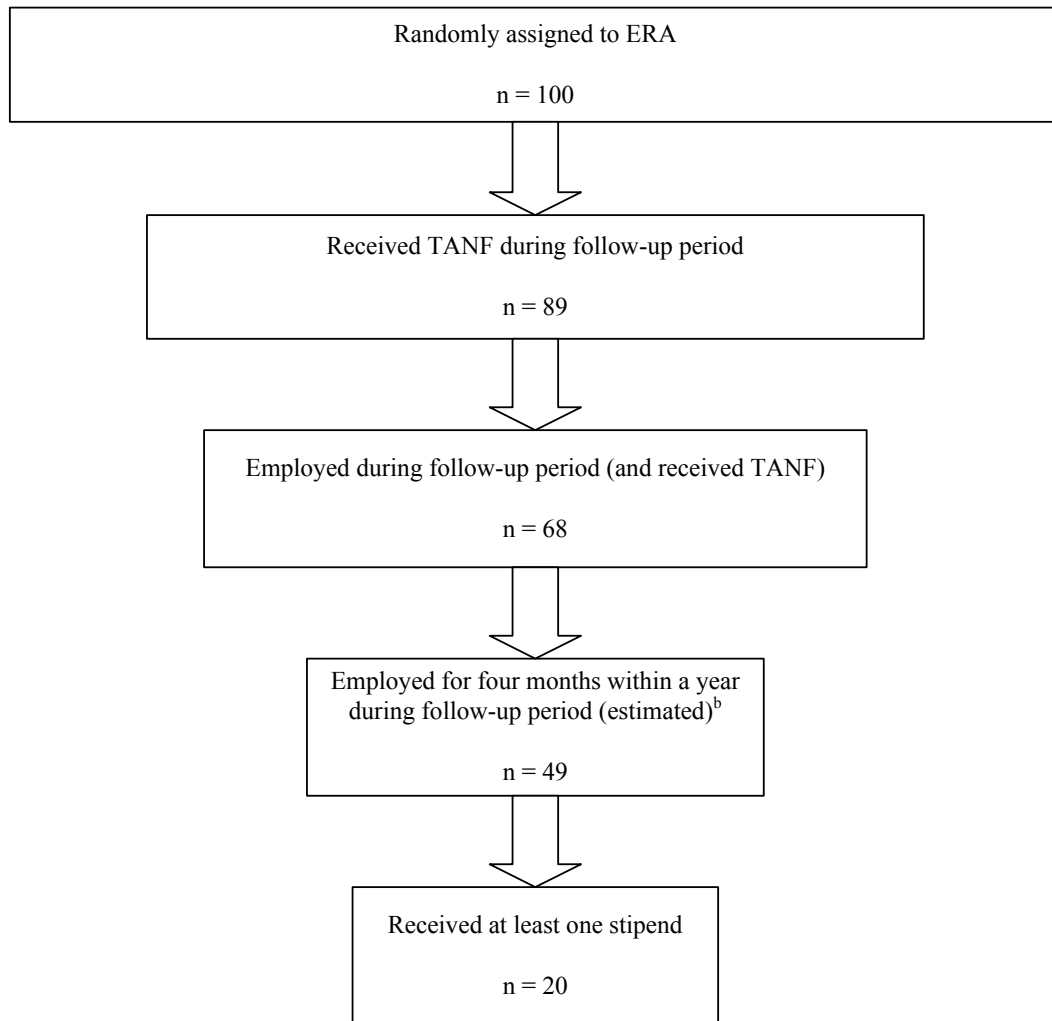 Randomly assigned to ERA
n = 100
Received TANF during follow-up period
n = 89
Employed during follow-up period (and received TANF)
n = 68
Employed for four months within a year
during follow-up period (estimated)b
n = 49
Received at least one stipend
n = 20